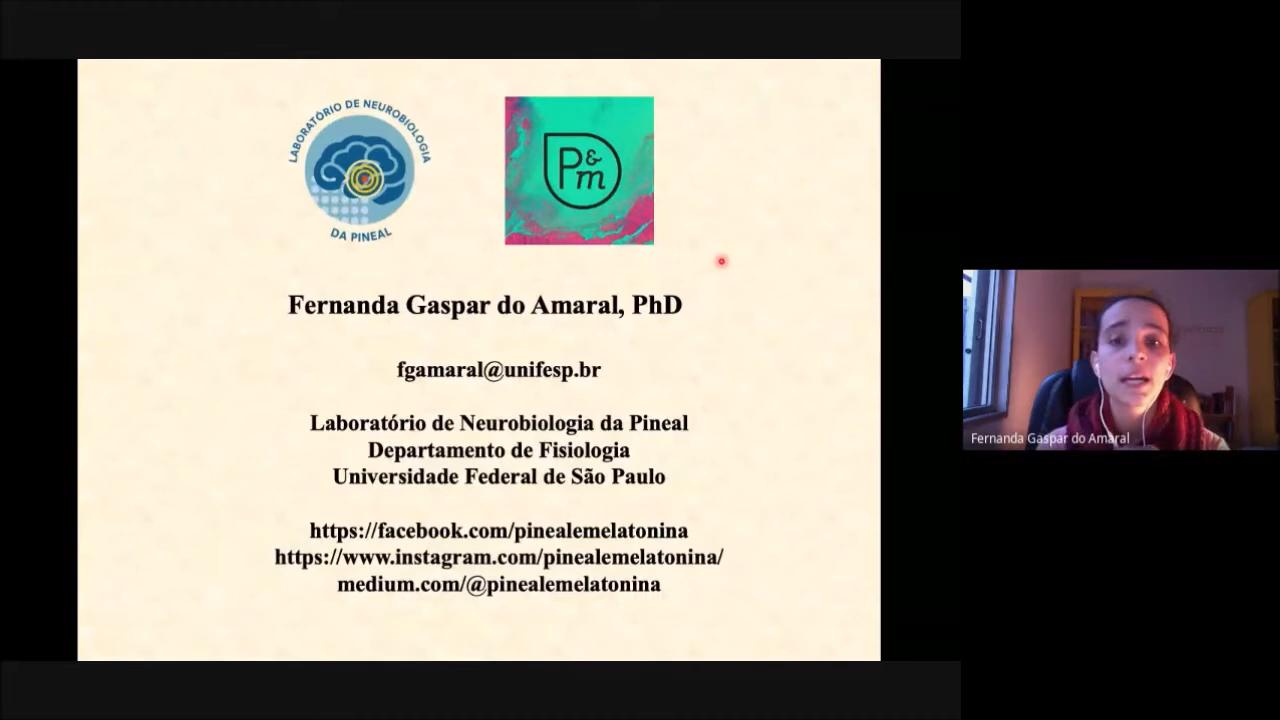 LABORATÓRIO DE NEUROBIOLOGIA
DA PINEAL
P&m
Fernanda Gaspar do Amaral, PhD
fgamaral@unifesp.br
Laboratório de Neurobiologia da Pineal
Departamento de Fisiologia
Universidade Federal de São Paulo
https://facebook.com/pinealemelatonina
https://www.instagram.com/pinealemelatonina/
medium.com/@pinealemelatonina
Fernanda Gaspar do Amaral